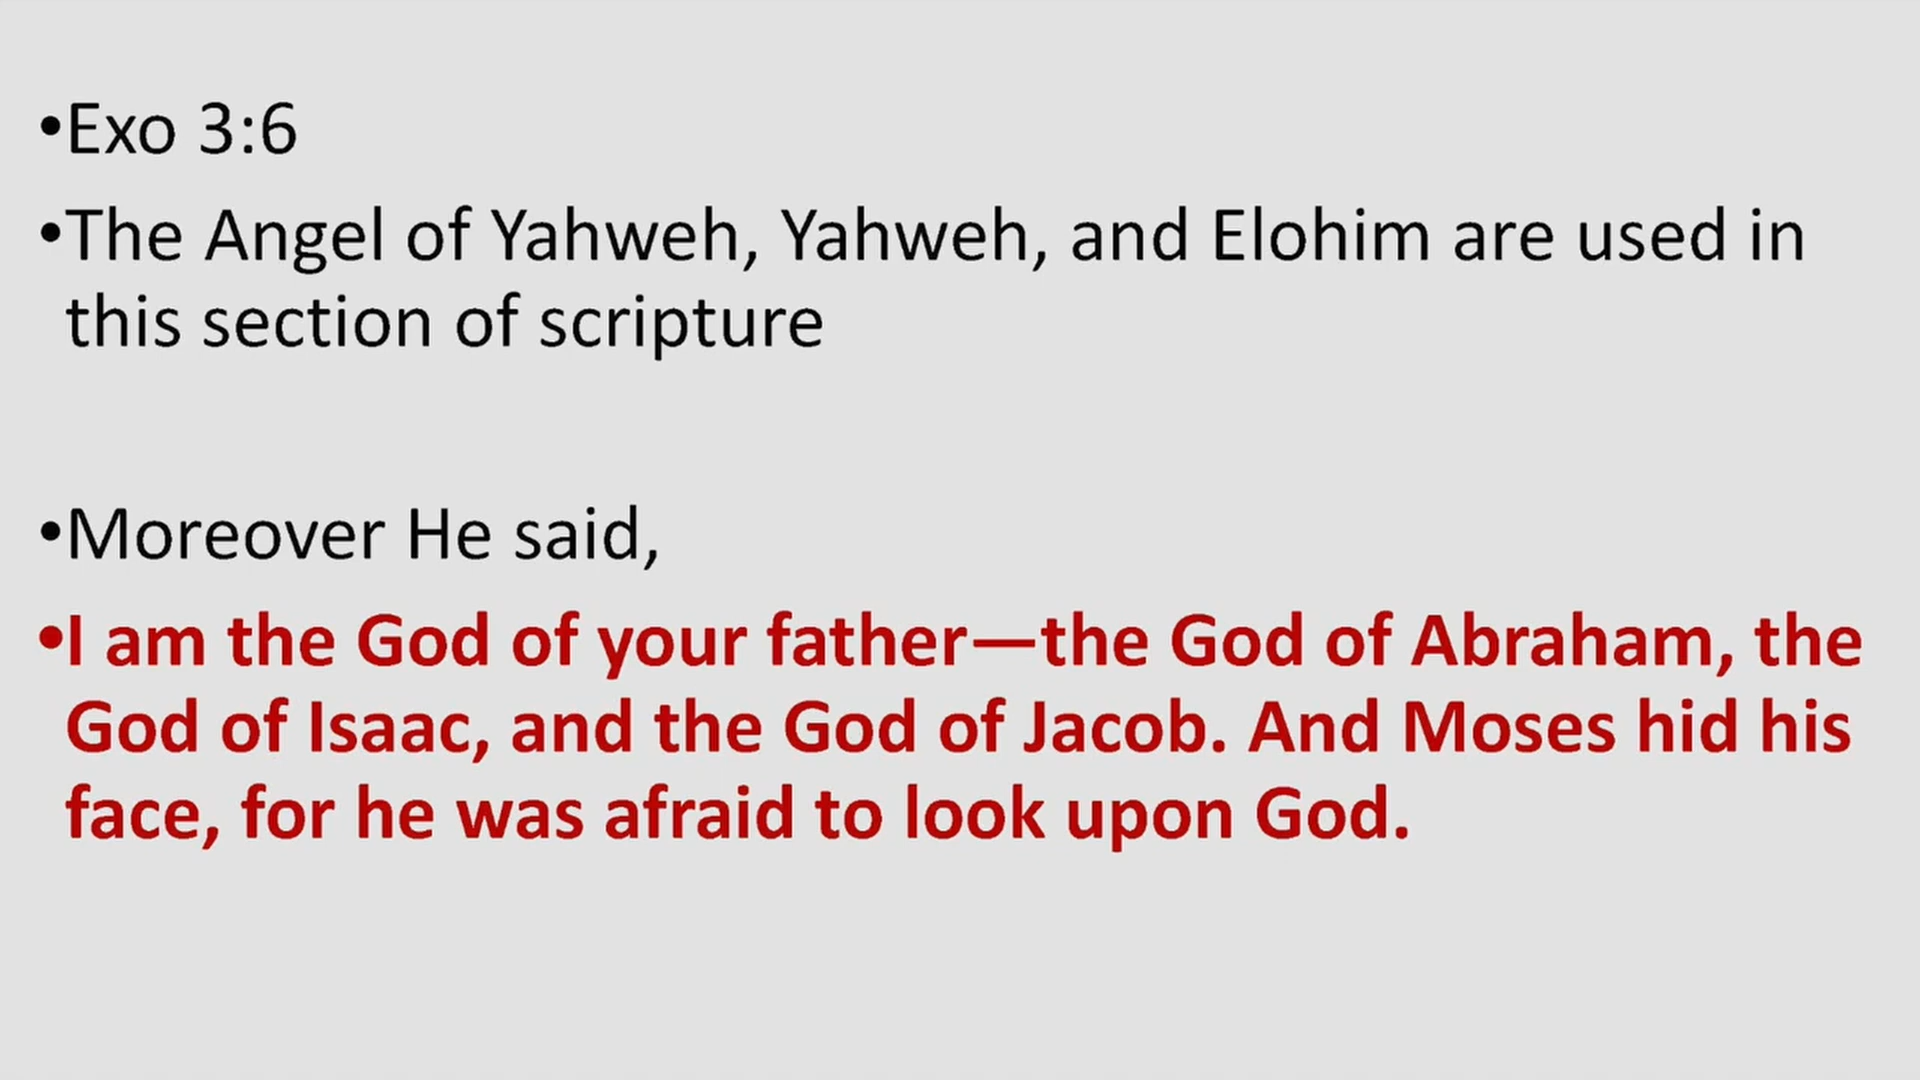 •Exo 3:6
•The Angel of Yahweh, Yahweh, and Elohim are used in
this section of scripture
•Moreover He said,
•I am the God of your father—the God of Abraham, the
God of Isaac, and the God of Jacob. And Moses hid his
face, for he was afraid to look upon God.